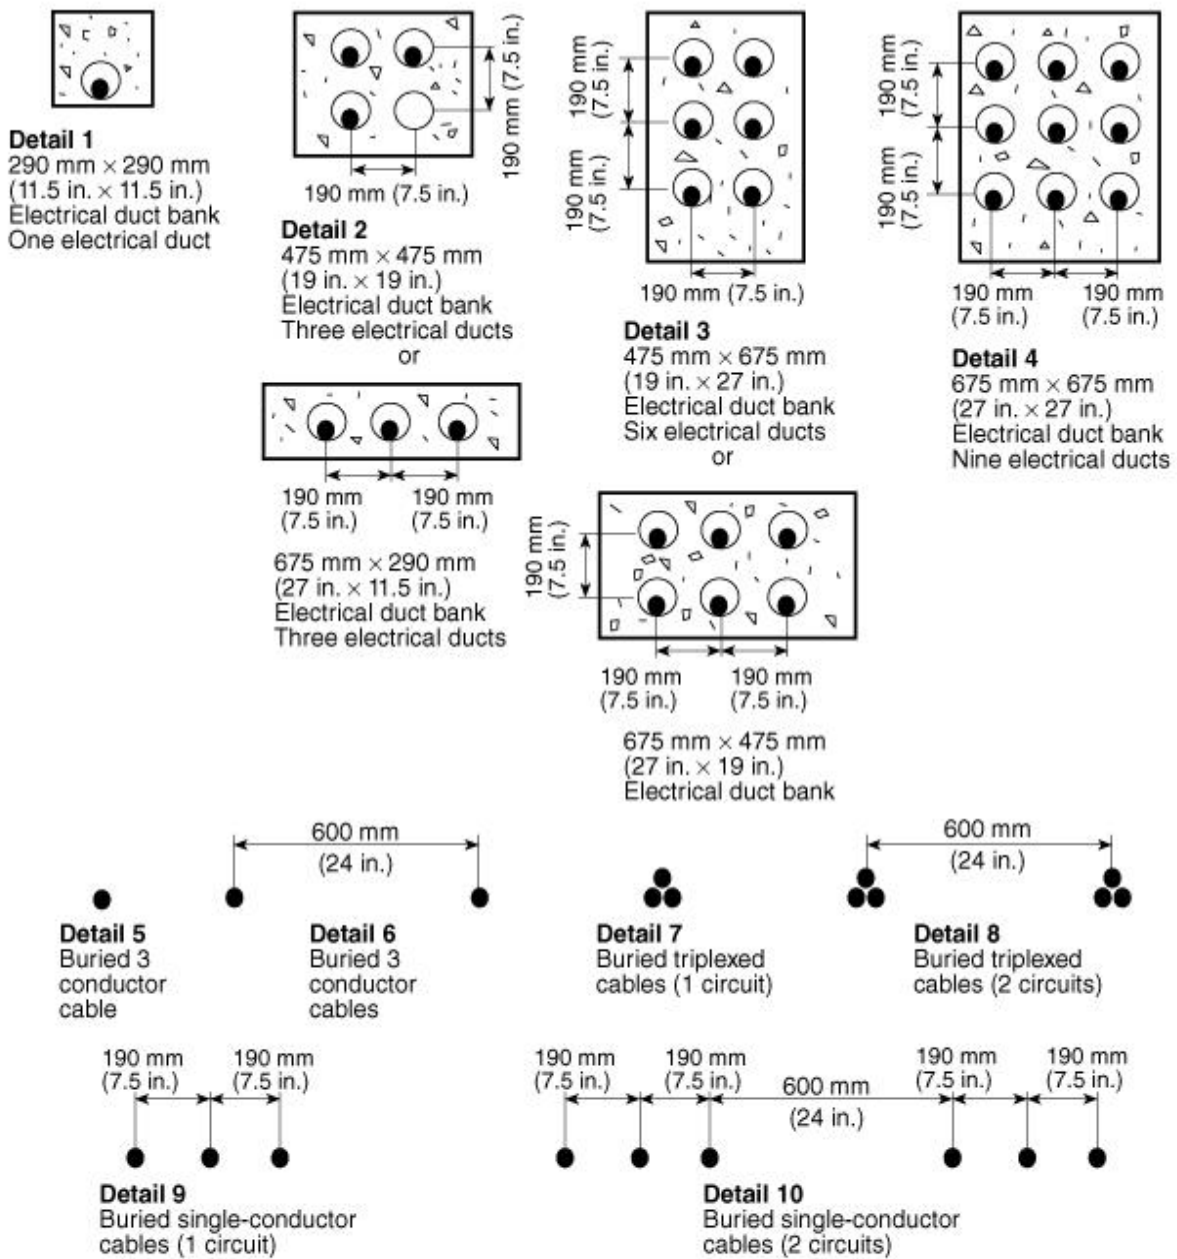 Detail 1
290 mm × 290 mm
(11.5 in. × 11.5 in.)
Electrical duct bank
One electrical duct
190 mm (7.5 in.)
190 mm (7.5 in.)
Detail 2
475 mm × 475 mm
(19 in. × 19 in.)
Electrical duct bank
Three electrical ducts
or
190 mm
(7.5 in.)
190 mm
(7.5 in.)
675 mm × 290 mm
(27 in. × 11.5 in.)
Electrical duct bank
Three electrical ducts
190 mm
(7.5 in.)
190 mm
(7.5 in.)
190 mm (7.5 in.)
Detail 3
475 mm × 675 mm
(19 in. × 27 in.)
Electrical duct bank
Six electrical ducts
or
190 mm
(7.5 in.)
190 mm
(7.5 in.)
190 mm
(7.5 in.)
675 mm × 475 mm
(27 in. × 19 in.)
Electrical duct bank
190 mm
(7.5 in.)
190 mm
(7.5 in.)
190 mm
(7.5 in.)
190 mm
(7.5 in.)
Detail 4
675 mm × 675 mm
(27 in. × 27 in.)
Electrical duct bank
Nine electrical ducts
Detail 5
Buried 3
conductor
cable
600 mm
(24 in.)
Detail 6
Buried 3
conductor
cables
Detail 7
Buried triplexed
cables (1 circuit)
600 mm
(24 in.)
Detail 8
Buried triplexed
cables (2 circuits)
190 mm
(7.5 in.)
190 mm
(7.5 in.)
Detail 9
Buried single-conductor
cables (1 circuit)
190 mm
(7.5 in.)
190 mm
(7.5 in.)
600 mm
(24 in.)
190 mm
(7.5 in.)
190 mm
(7.5 in.)
Detail 10
Buried single-conductor
cables (2 circuits)